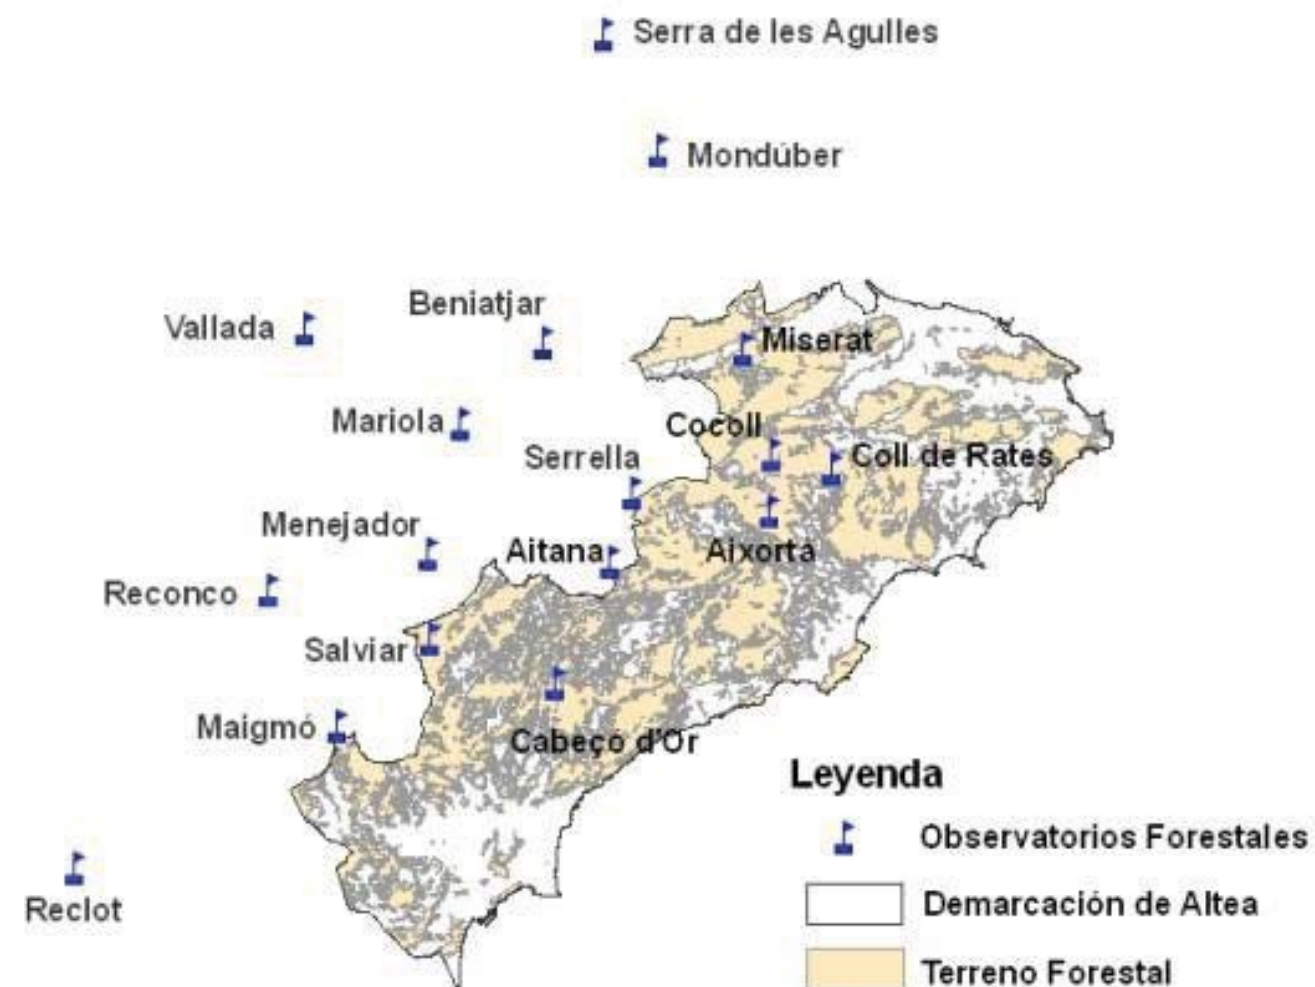 Serra de les Agulles
Mondúber
Beniatjar
Vallada
Miserat
Mariola
Cocoll
Serrella
Coll de Rates
Menejador
Aitana
Aixorta
Reconco
Salviar
Maigmó
Cabeço d'Or
Leyenda
Observatorios Forestales
Reclot
Demarcación de Altea
Terreno Forestal